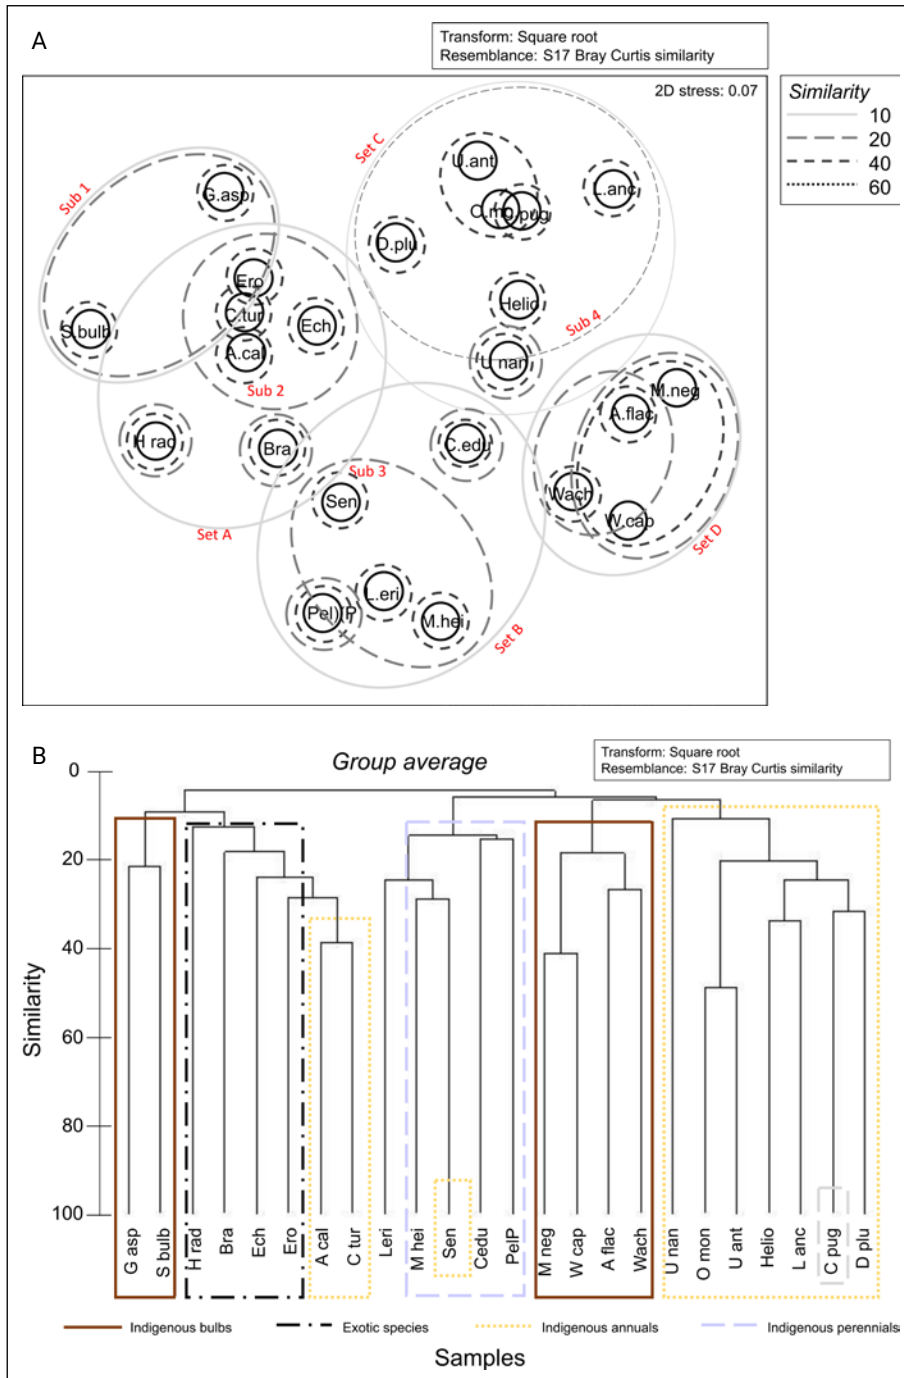 A
Transform: Square root
Resemblance: S17 Bray Curtis similarity
2D stress: 0.07
Similarity
10
20
40
60
Set C
Sub 1
U.ant
G.asp
L.anc
O.mo
pug
D.plu
Ero
C.tur
Ech
Helio
S.bulb
Sub 4
A.cal
U nan
Sub 2
M.neg
A.flac
H rad
Bra
C.edu
Sub 3
Sen
Wach
W.cap
Set A
Set D
L.eri
Pel)(P
M.hei
Set B
B
Group average
Transform: Square root
Resemblance: S17 Bray Curtis similarity
Similarity
0
20
40
60
80
100
G asp
S bulb
H rad
Bra
Ech
Ero
A cal
C tur
Leri
M hei
Sen
Cedu
PelP
M neg
W cap
A flac
Wach
U nan
O mon
U ant
Helio
L anc
C pug
D plu
Indigenous bulbs
Exotic species
Indigenous annuals
Indigenous perennials
Samples